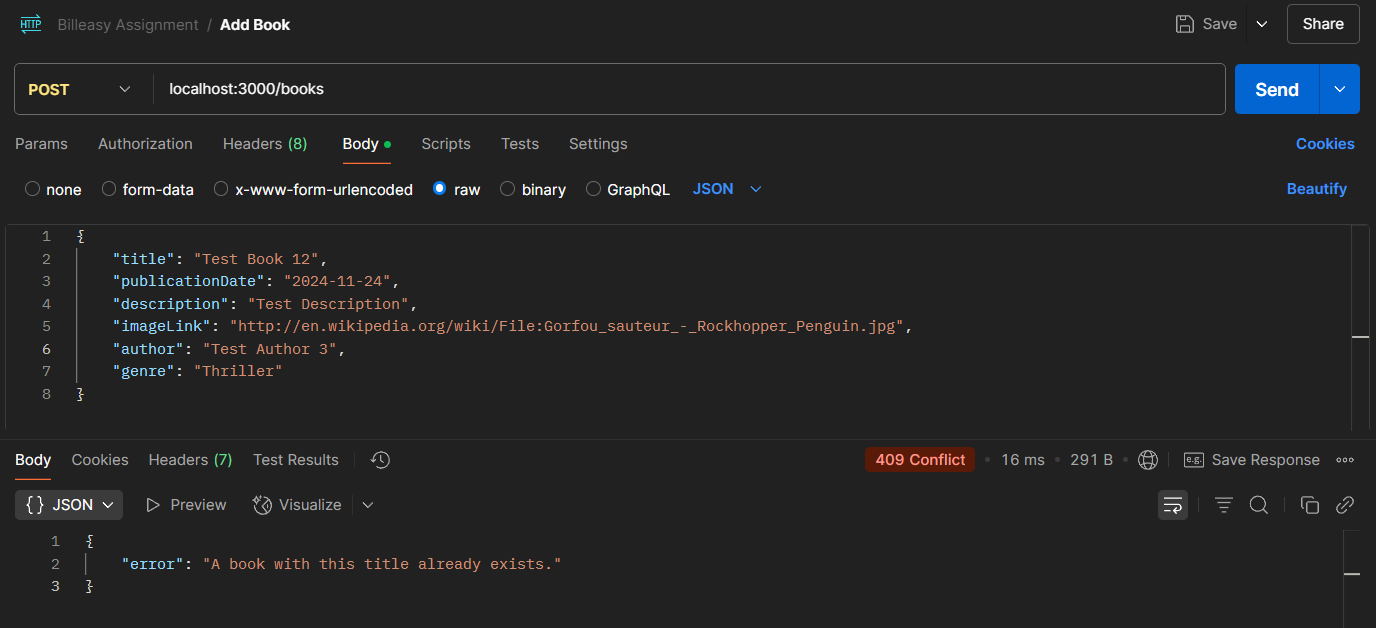 HTTP Billeasy Assignment / Add Book Save Share
POST localhost:3000/books Send
Params Authorization Headers (8) Body Scripts Tests Settings Cookies
none form-data x-www-form-urlencoded raw binary GraphQL JSON Beautify
1 {
2 "title": "Test Book 12",
3 "publicationDate": "2024-11-24",
4 "description": "Test Description",
5 "imageLink": "http://en.wikipedia.org/wiki/File:Gorfou_sauteur_-_Rockhopper_Penguin.jpg",
6 "author": "Test Author 3",
7 "genre": "Thriller"
8 }
Body Cookies Headers (7) Test Results 409 Conflict • 16 ms • 291 B • e.g. Save Response
{} JSON Preview Visualize
1 {
2 "error": "A book with this title already exists."
3 }